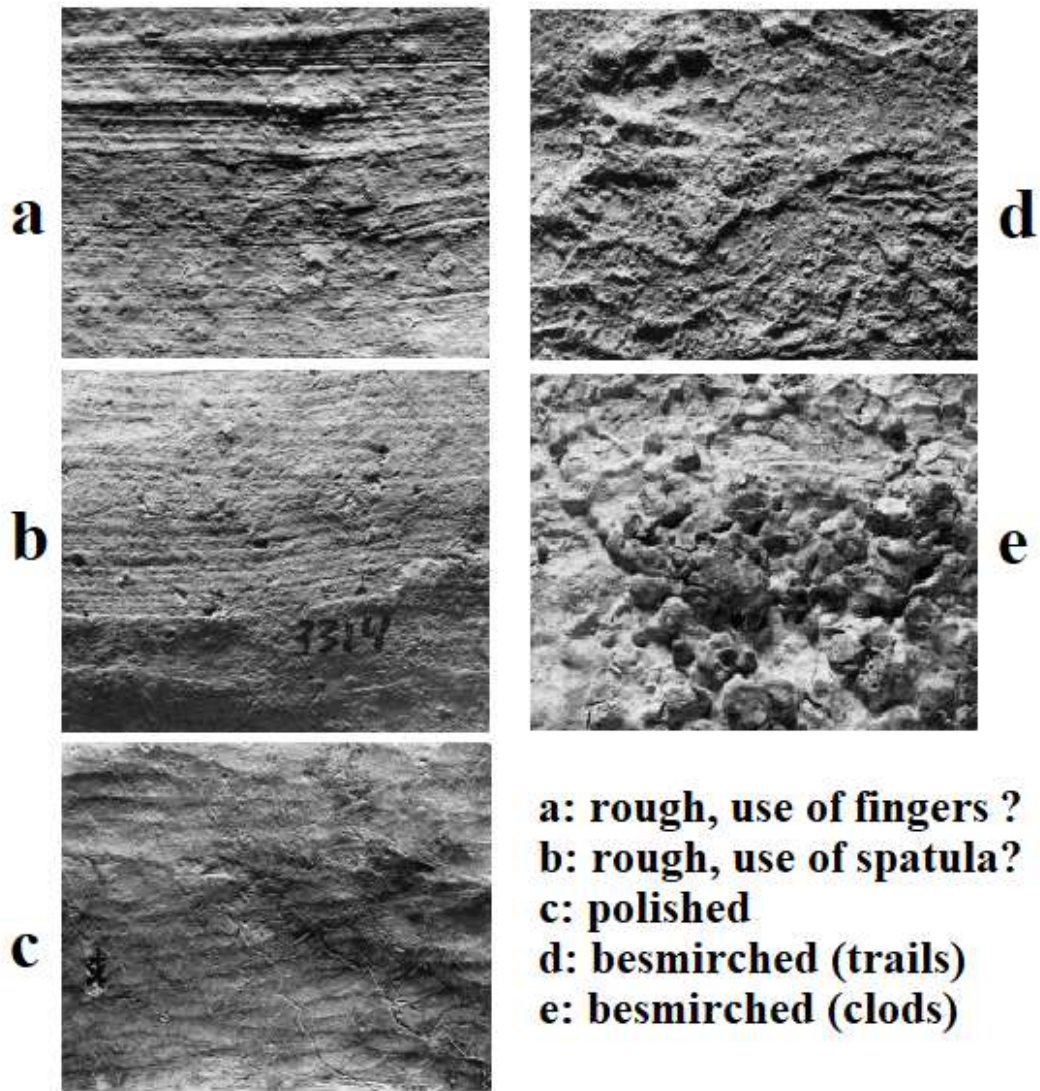 a
d
b
3314
e
c
a: rough, use of fingers ?
b: rough, use of spatula?
c: polished
d: besmirched (trails)
e: besmirched (clods)